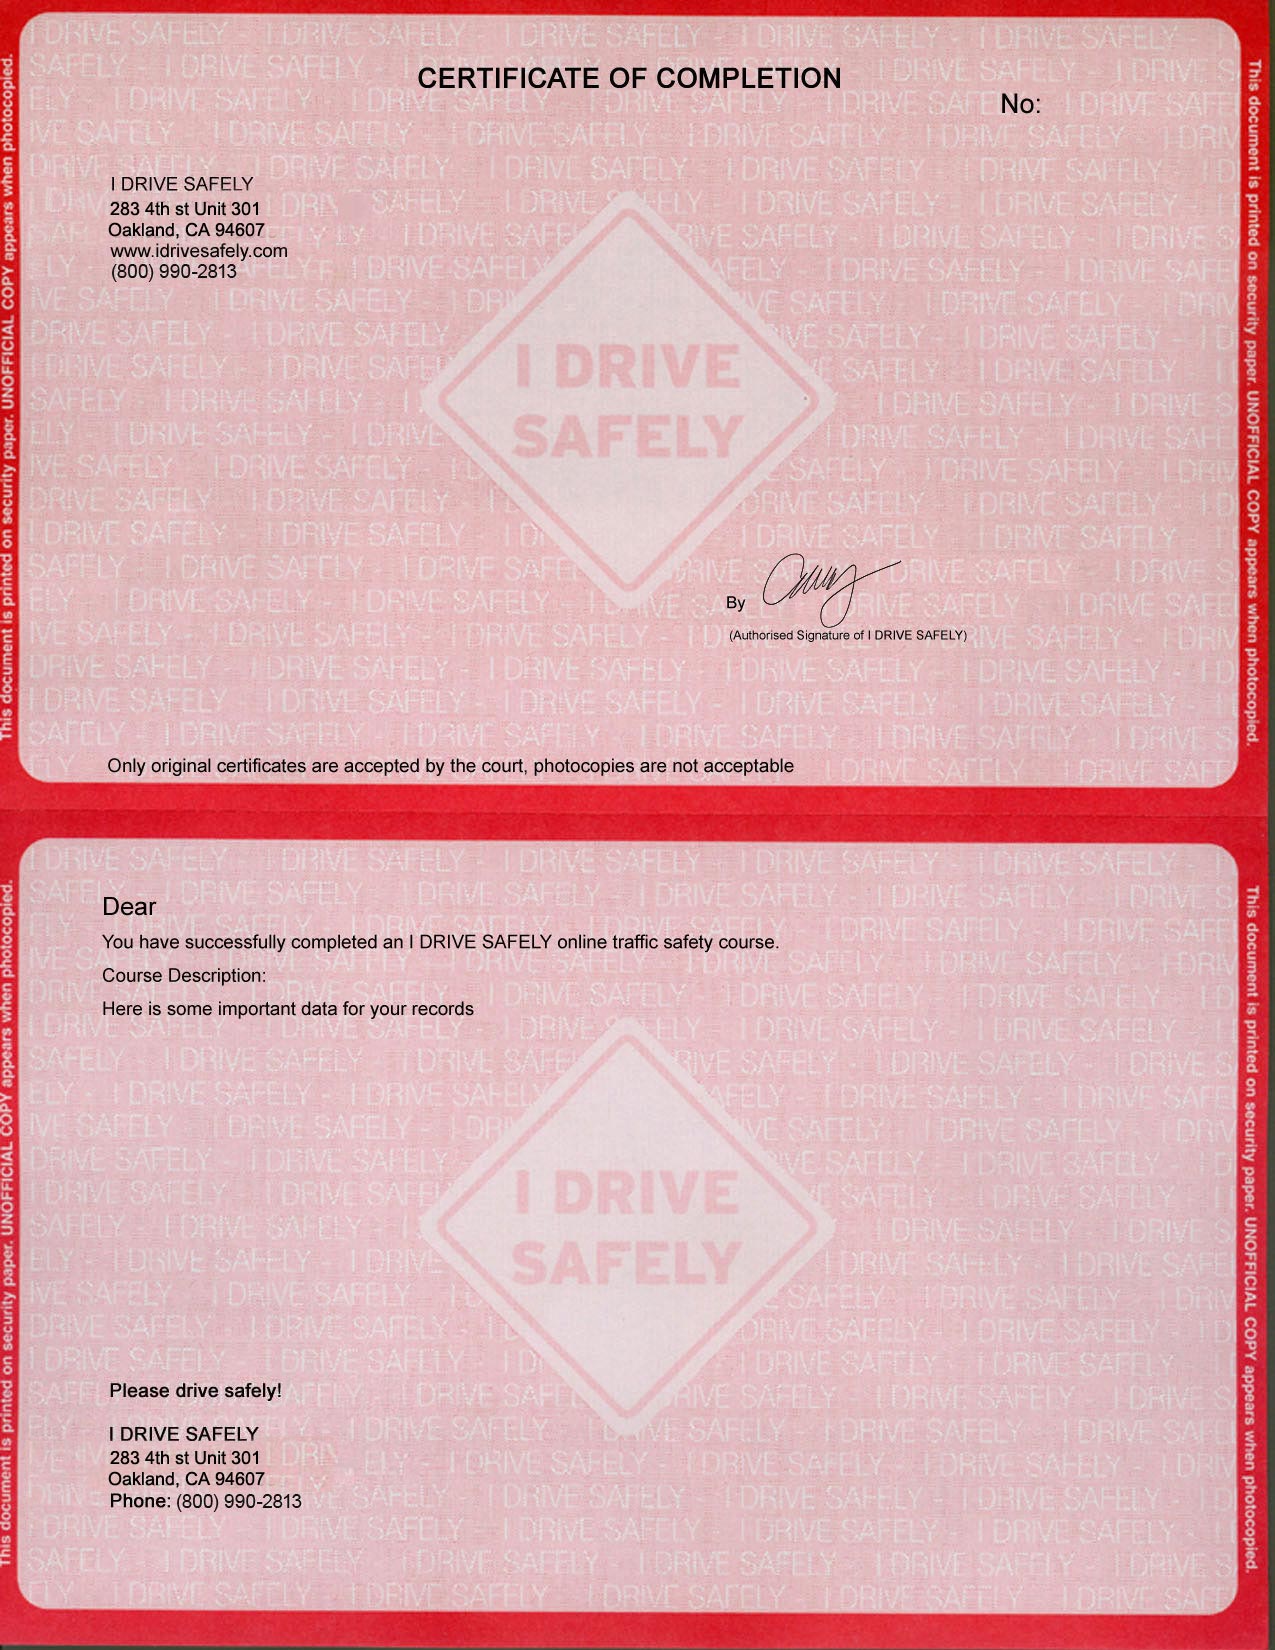 CERTIFICATE OF COMPLETION
No:
I DRIVE SAFELY
283 4th st Unit 301
Oakland, CA 94607
www.idrivesafely.com
(800) 990-2813
I DRIVE
SAFELY
By
(Authorised Signature of I DRIVE SAFELY)
Only original certificates are accepted by the court, photocopies are not acceptable
This document is printed on security paper. UNOFFICIAL COPY appears when photocopied.
This document is printed on security paper. UNOFFICIAL COPY appears when photocopied.
Dear
You have successfully completed an I DRIVE SAFELY online traffic safety course.
Course Description:
Here is some important data for your records
I DRIVE
SAFELY
Please drive safely!
I DRIVE SAFELY
283 4th st Unit 301
Oakland, CA 94607
Phone: (800) 990-2813
This document is printed on security paper. UNOFFICIAL COPY appears when photocopied.
This document is printed on security paper. UNOFFICIAL COPY appears when photocopied.